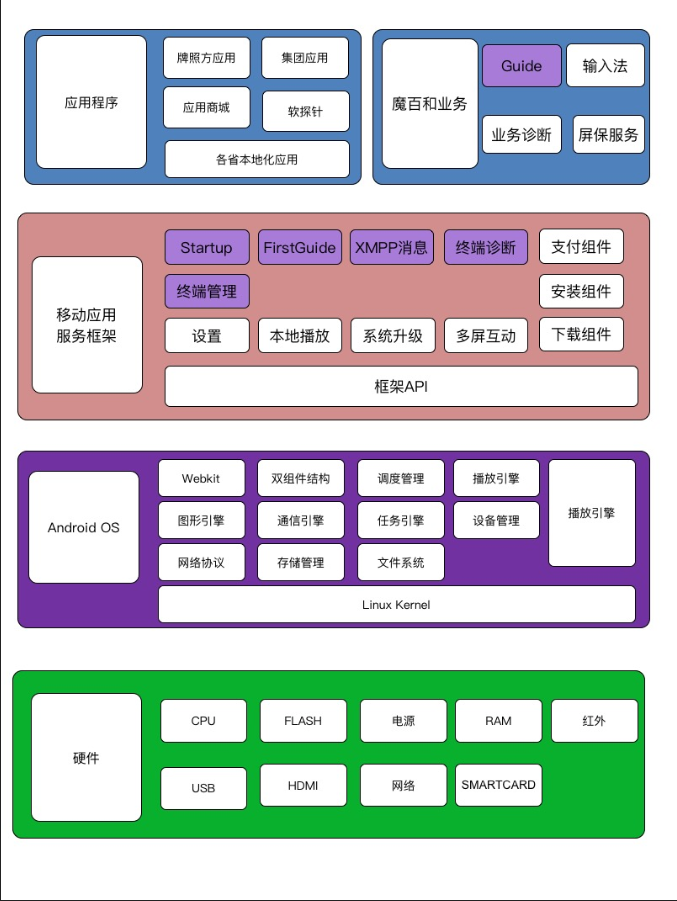 应用程序
牌照方应用
集团应用
应用商城
软探针
各省本地化应用
魔百和业务
Guide
输入法
业务诊断
屏保服务
移动应用
服务框架
Startup
FirstGuide
XMPP消息
终端诊断
支付组件
终端管理
安装组件
设置
本地播放
系统升级
多屏互动
下载组件
框架API
Android OS
Webkit
双组件结构
调度管理
播放引擎
播放引擎
图形引擎
通信引擎
任务引擎
设备管理
网络协议
存储管理
文件系统
Linux Kernel
硬件
CPU
FLASH
电源
RAM
红外
USB
HDMI
网络
SMARTCARD